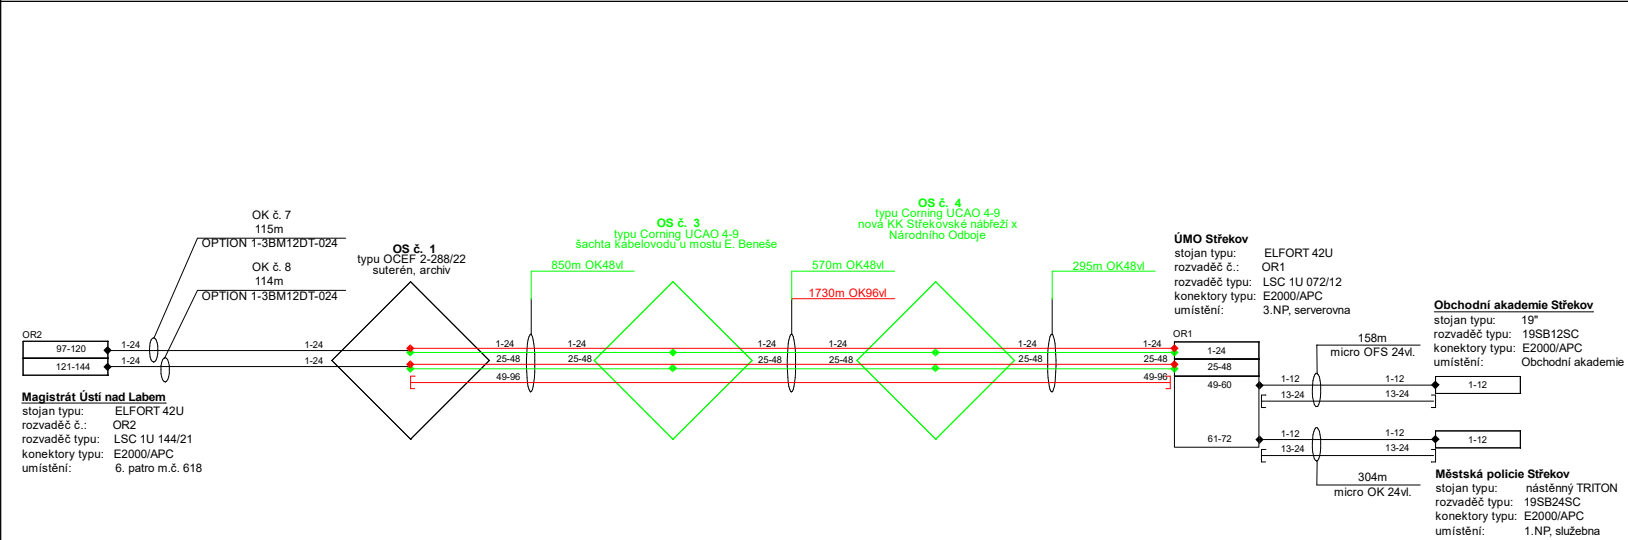 OK č. 7
115m
OPTION 1-3BM12DT-024
OK č. 8
114m
OPTION 1-3BM12DT-024
OR2
97-120
121-144
1-24
1-24
1-24
1-24
Magistrát Ústí nad Labem
stojan typu: ELFORT 42U
rozvaděč č.: OR2
rozvaděč typu: LSC 1U 144/21
konektory typu: E2000/APC
umístění: 6. patro m.č. 618
OS č. 1
typu OCEF 2-288/22
suterén, archiv
850m OK48vl
1-24
25-48
49-96
OS č. 3
typu Corning UCAO 4-9
šachta kabelovodu u mostu E. Beneše
1-24
25-48
1-24
25-48
570m OK48vl
1730m OK96vl
1-24
25-48
OS č. 4
typu Corning UCAO 4-9
nová KK Střekovské nábřeží x
Národního Odboje
1-24
25-48
295m OK48vl
1-24
25-48
49-96
ÚMO Střekov
stojan typu: ELFORT 42U
rozvaděč č.: OR1
rozvaděč typu: LSC 1U 072/12
konektory typu: E2000/APC
umístění: 3.NP, serverovna
OR1
1-24
25-48
49-60
61-72
158m
micro OFS 24vl.
1-12
1-12
13-24
13-24
1-12
1-12
1-12
13-24
13-24
1-12
304m
micro OK 24vl.
Obchodní akademie Střekov
stojan typu: 19"
rozvaděč typu: 19SB12SC
konektory typu: E2000/APC
umístění: Obchodní akademie
Městská policie Střekov
stojan typu: nástěnný TRITON
rozvaděč typu: 19SB24SC
konektory typu: E2000/APC
umístění: 1.NP, služebna